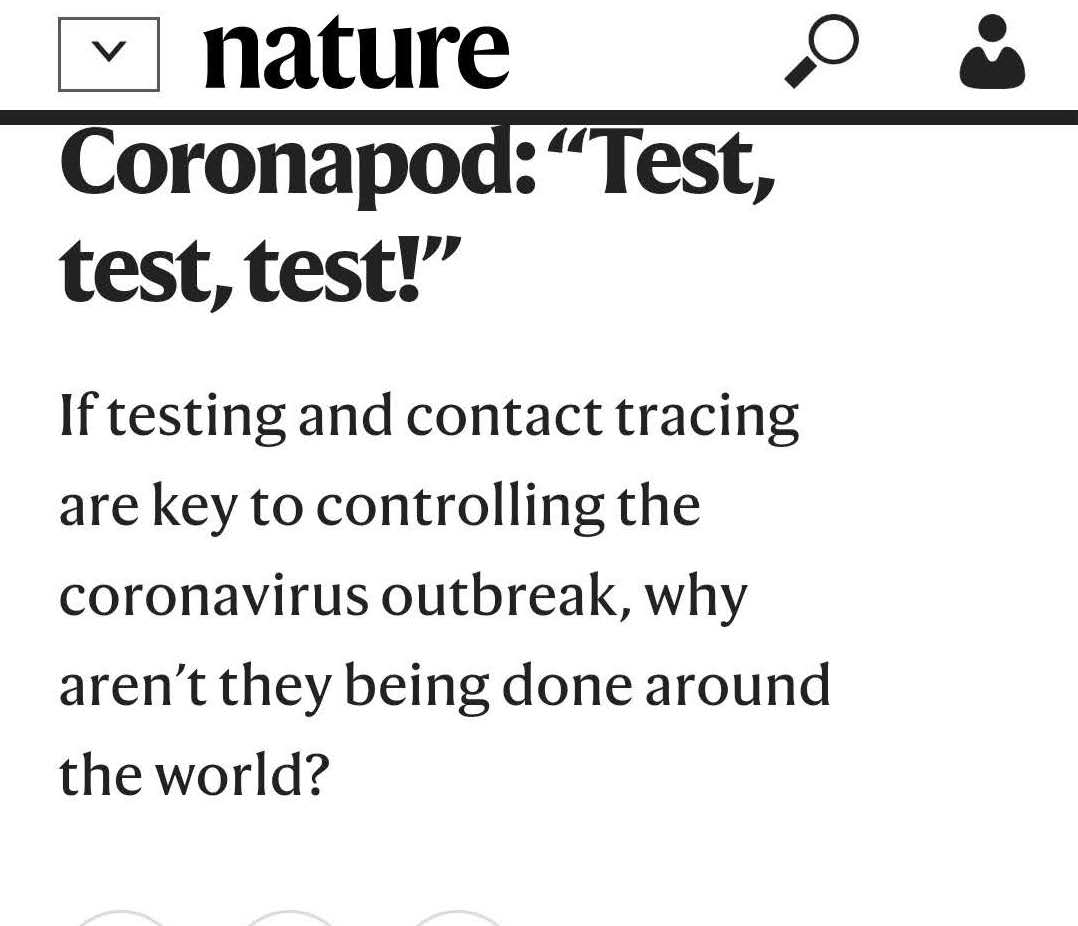 nature
Coronapod: “Test,
test, test!”
If testing and contact tracing
are key to controlling the
coronavirus outbreak, why
aren’t they being done around
the world?